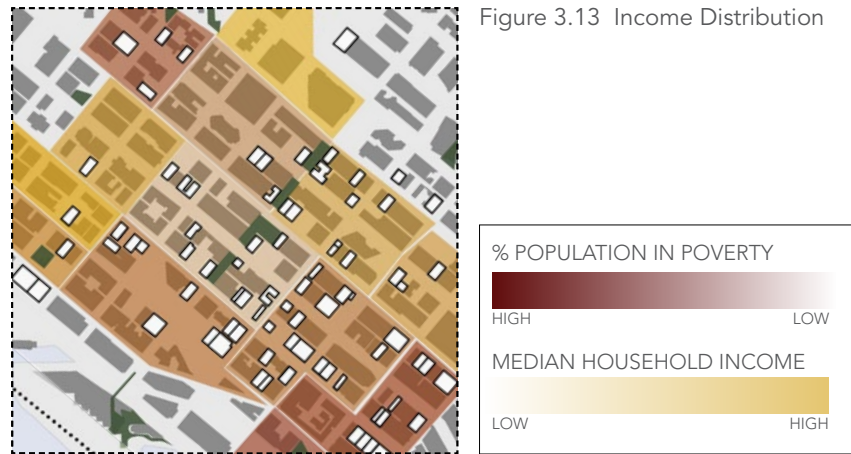 Figure 3.13 Income Distribution
% POPULATION IN POVERTY
HIGH LOW
MEDIAN HOUSEHOLD INCOME
LOW HIGH